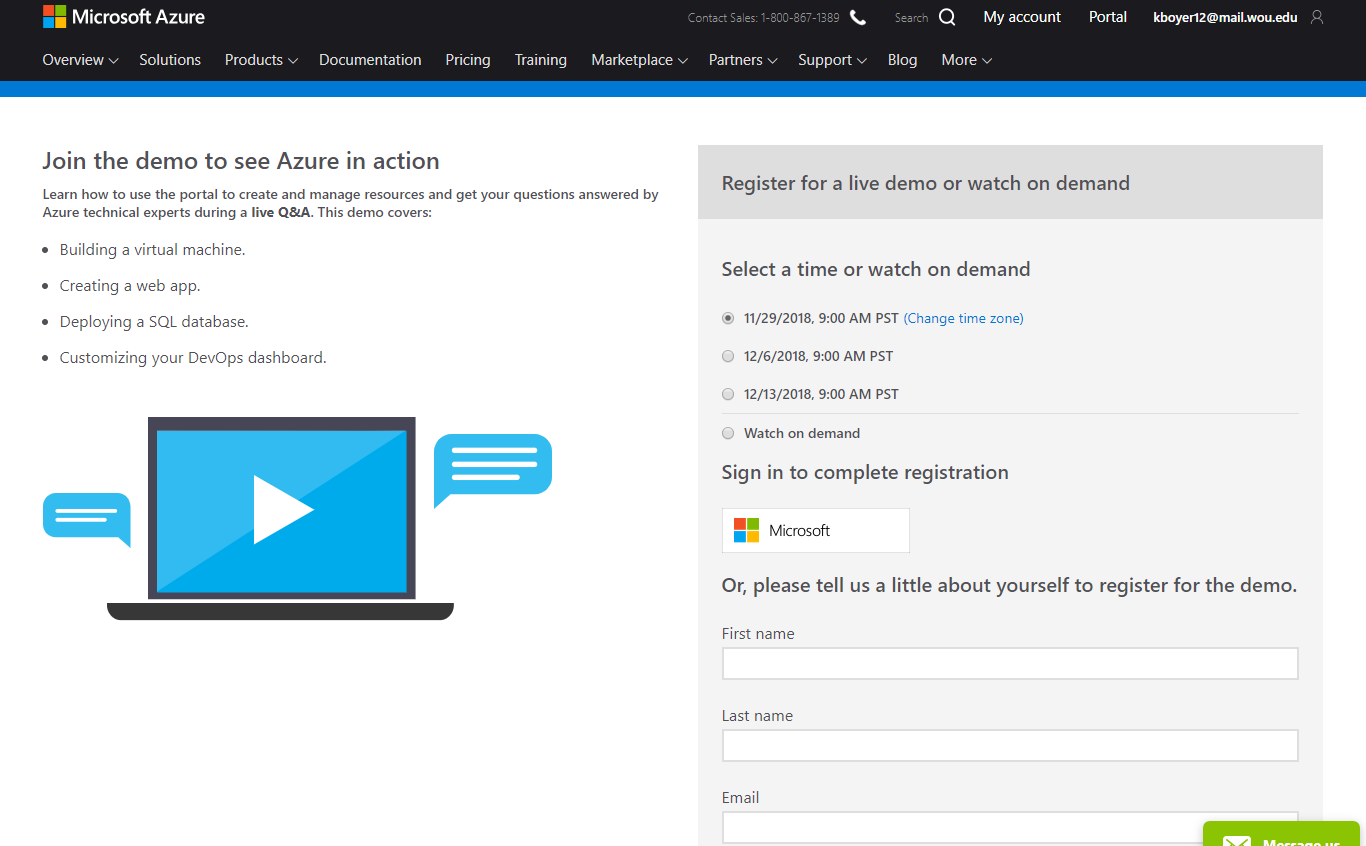 Microsoft Azure
Contact Sales: 1-800-867-1389
Search
My account
Portal
kboyer12@mail.wou.edu
Overview
Solutions
Products
Documentation
Pricing
Training
Marketplace
Partners
Support
Blog
More
Join the demo to see Azure in action
Learn how to use the portal to create and manage resources and get your questions answered by
Azure technical experts during a live Q&A. This demo covers:
Building a virtual machine.
Creating a web app.
Deploying a SQL database.
Customizing your DevOps dashboard.
Register for a live demo or watch on demand
Select a time or watch on demand
11/29/2018, 9:00 AM PST (Change time zone)
12/6/2018, 9:00 AM PST
12/13/2018, 9:00 AM PST
Watch on demand
Sign in to complete registration
Microsoft
Or, please tell us a little about yourself to register for the demo.
First name
Last name
Email
Message us